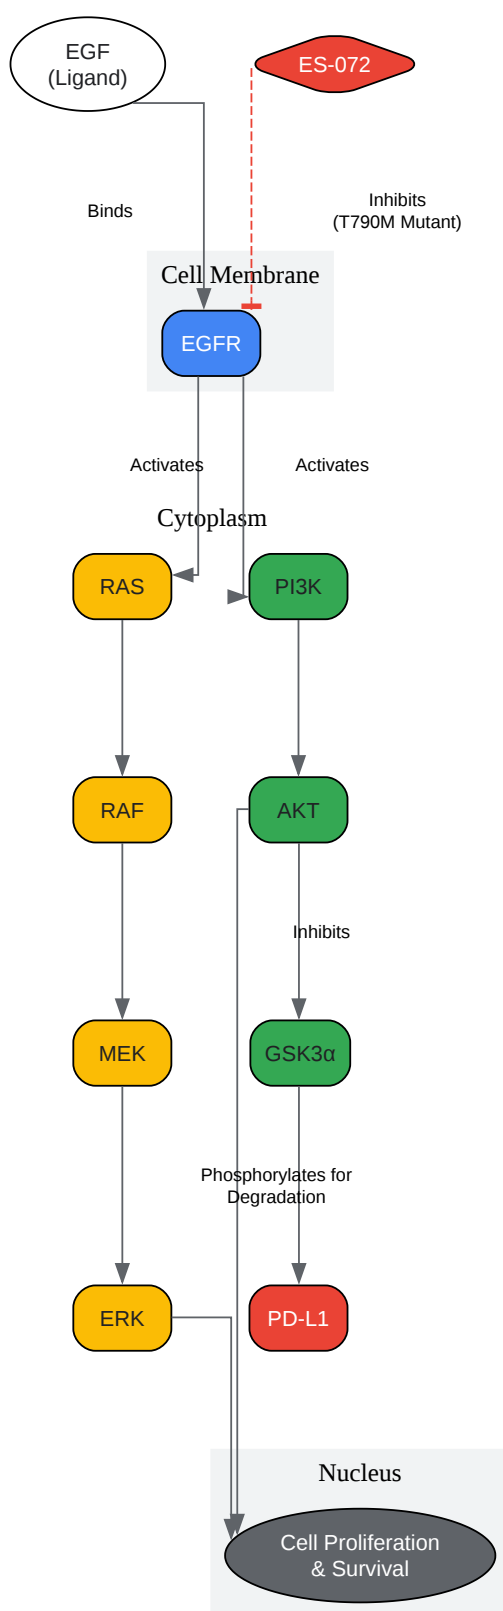 EGF
(Ligand)
ES-072
Binds
Inhibits
(T790M Mutant)
Cell Membrane
EGFR
Activates
Activates
Cytoplasm
RAS
PI3K
RAF
AKT
Inhibits
MEK
GSK3α
Phosphorylates for
Degradation
ERK
PD-L1
Nucleus
Cell Proliferation
& Survival